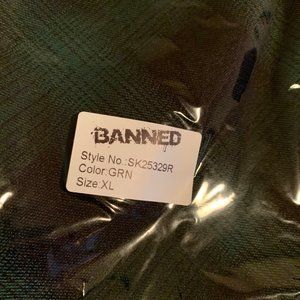 BANNED
Style No.:SK25329R
Color:GRN
Size:XL